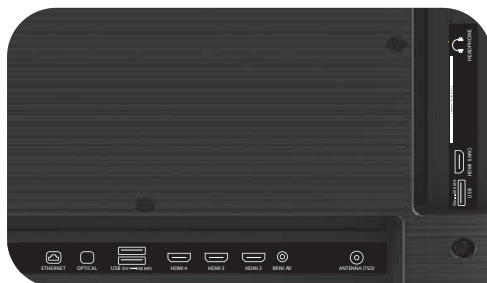 HEADPHONE
HDMI 1(ARC)
USB
ETHERNET
OPTICAL
USB
HDMI 4
HDMI 3
HDMI 2
MINI AV
ANTENNA (75Ω)